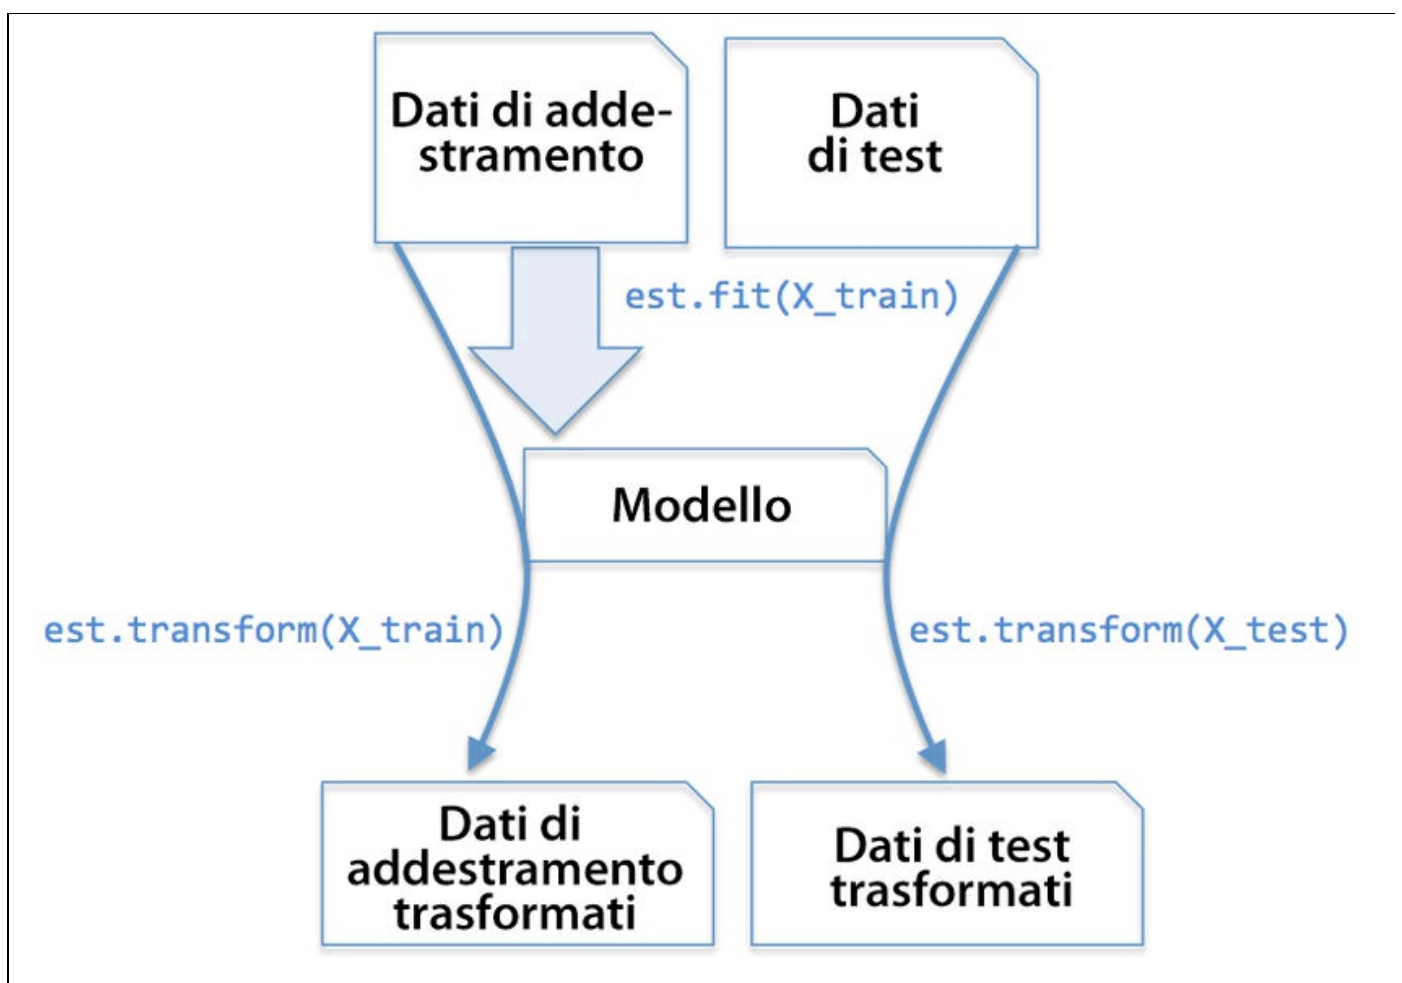 Dati di adde-
stramento
Dati
di test
est.fit(X_train)
Modello
est.transform(X_train)
est.transform(X_test)
Dati di
addestramento
trasformati
Dati di test
trasformati